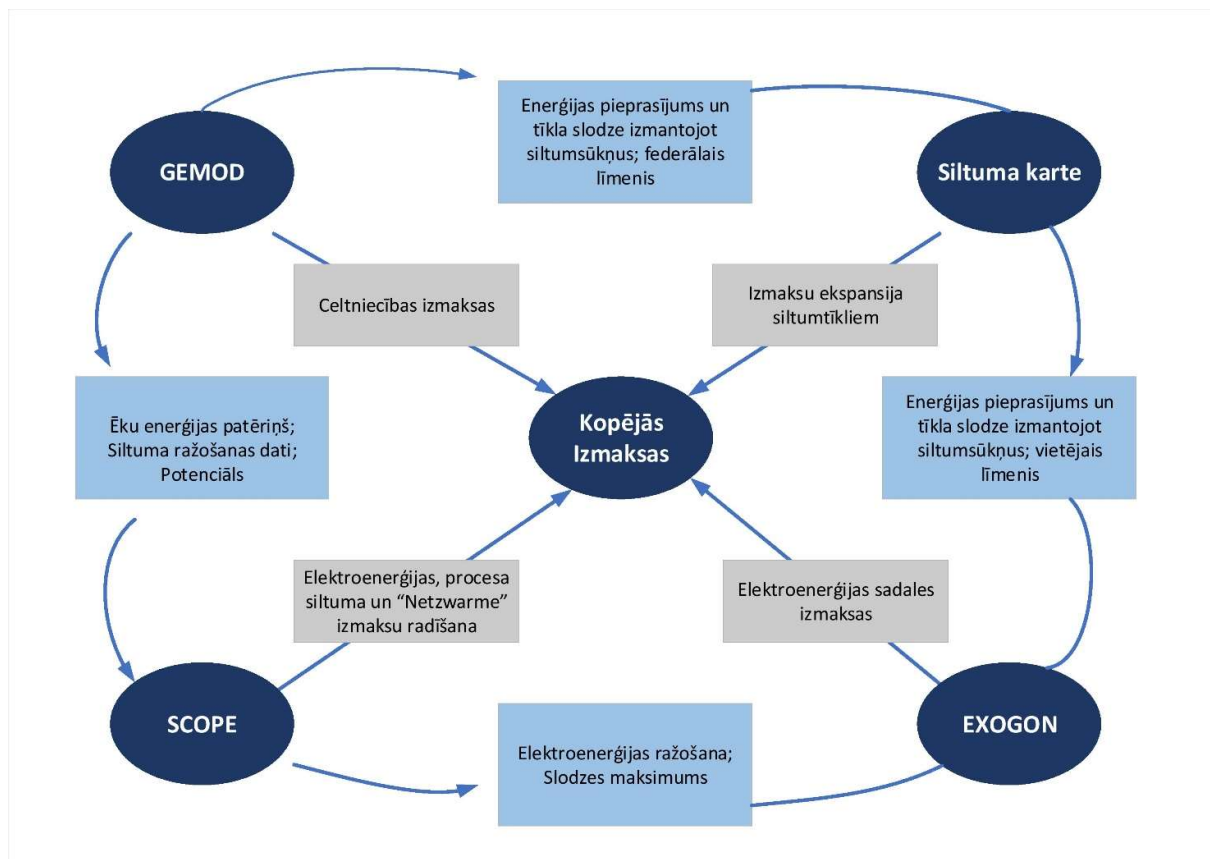 Enerģijas pieprasījums un
tīkla slodze izmantojot
siltumsūkņus; federālais
līmenis
GEMOD
Siltuma karte
Celtniecības izmaksas
Izmaksu ekspansija
siltumtīkliem
Ēku enerģijas patēriņš;
Siltuma ražošanas dati;
Potenciāls
Kopējās
Izmaksas
Enerģijas pieprasījums un
tīkla slodze izmantojot
siltumsūkņus; vietējais
līmenis
Elektroenerģijas, procesa
siltuma un “Netzwarme”
izmaksu radīšana
Elektroenerģijas sadales
izmaksas
SCOPE
EXOGON
Elektroenerģijas ražošana;
Slodzes maksimums